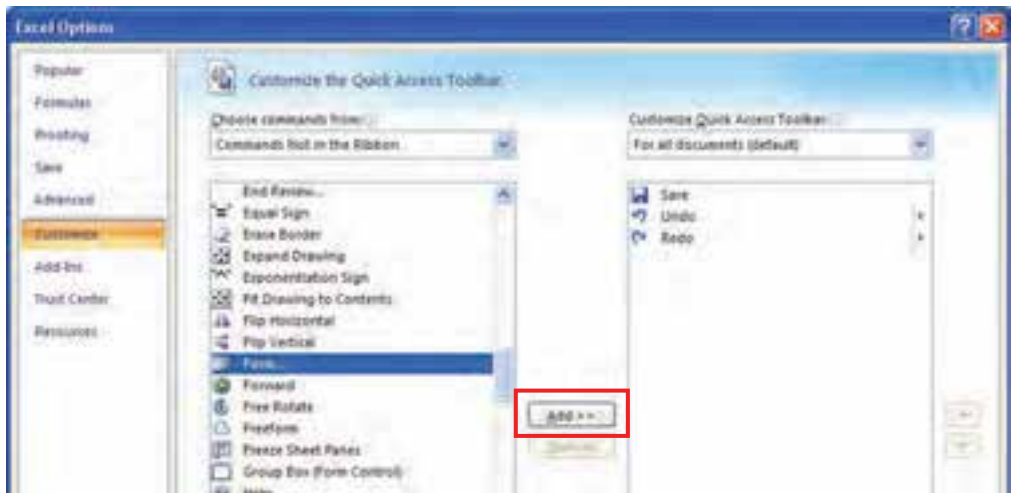 Excel Options
Popular
Formulas
Proofing
Save
Advanced
Customize
Add-Ins
Trust Center
Resources
Customize the Quick Access Toolbar.
Choose commands from:
Commands Not in the Ribbon
End Review...
Equal Sign
Erase Border
Expand Drawing
Exponentiation Sign
Fit Drawing to Contents
Flip Horizontal
Flip Vertical
Form...
Forward
Free Rotate
Freeform
Freeze Sheet Panes
Group Box (Form Control)
Add >>
Remove
Customize Quick Access Toolbar:
For all documents (default)
Save
Undo
Redo